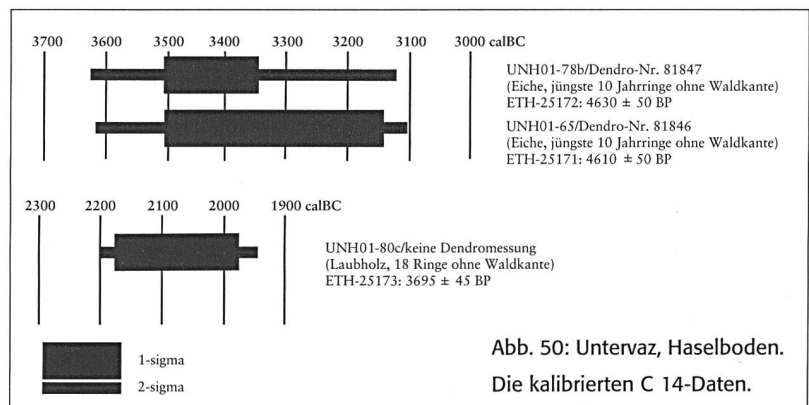 3700 3600 3500 3400 3300 3200 3100 3000 calBC
UNH01-78b/Dendro-Nr. 81847
(Eiche, jüngste 10 Jahrringe ohne Waldkante)
ETH-25172: 4630 ± 50 BP
UNH01-65/Dendro-Nr. 81846
(Eiche, jüngste 10 Jahrringe ohne Waldkante)
ETH-25171: 4610 ± 50 BP
2300 2200 2100 2000 1900 calBC
UNH01-80c/keine Dendromessung
(Laubholz, 18 Ringe ohne Waldkante)
ETH-25173: 3695 ± 45 BP
1-sigma
2-sigma
Abb. 50: Untervaz, Haselboden.
Die kalibrierten C 14-Daten.